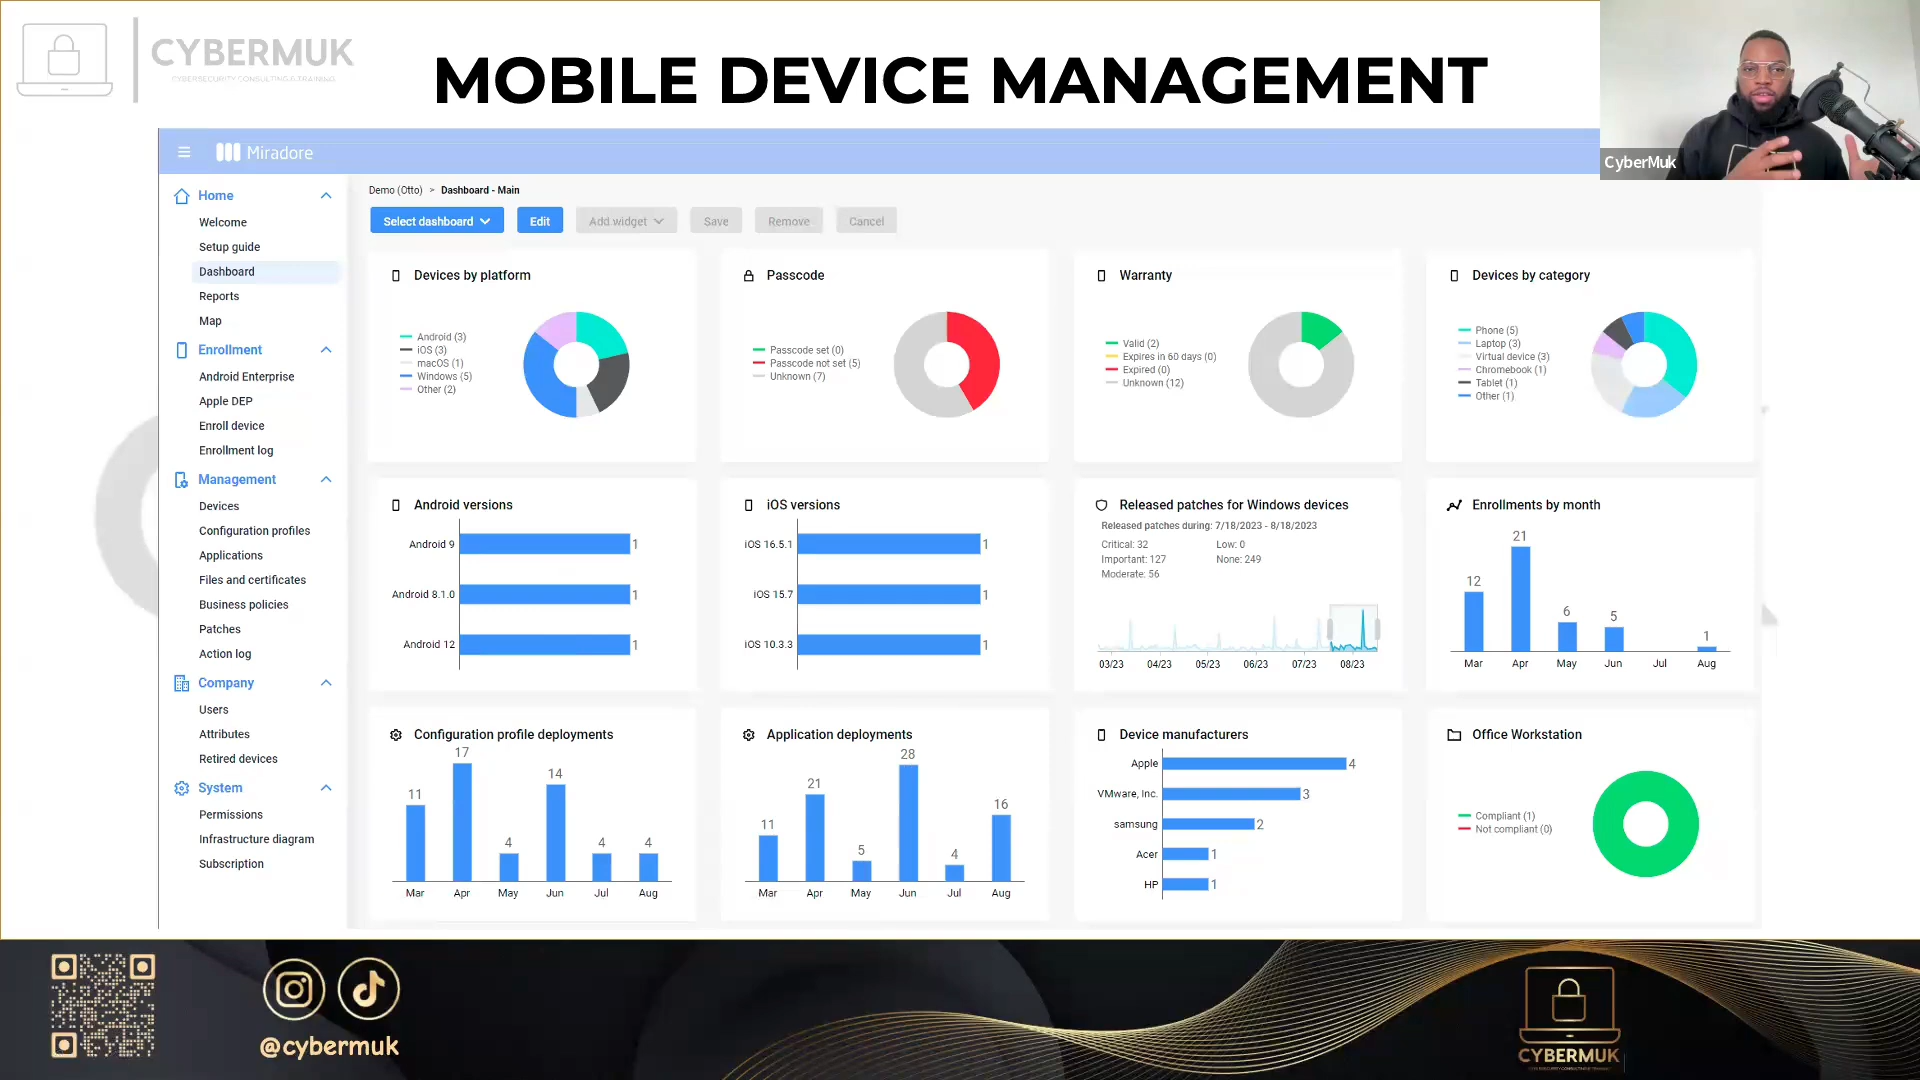 CYBERMUK
CYBERSECURITY CONSULTING & TRAINING
MOBILE DEVICE MANAGEMENT
CyberMuk
Miradore
Home
Welcome
Setup guide
Dashboard
Reports
Map
Enrollment
Android Enterprise
Apple DEP
Enroll device
Enrollment log
Management
Devices
Configuration profiles
Applications
Files and certificates
Business policies
Patches
Action log
Company
Users
Attributes
Retired devices
System
Permissions
Infrastructure diagram
Subscription
Demo (Otto) > Dashboard - Main
Select dashboard Edit Add widget Save Remove Cancel
Devices by platform
Android (3)
iOS (3)
macOS (1)
Windows (5)
Other (2)
Passcode
Passcode set (0)
Passcode not set (5)
Unknown (7)
Warranty
Valid (2)
Expires in 60 days (0)
Expired (0)
Unknown (12)
Devices by category
Phone (5)
Laptop (3)
Virtual device (3)
Chromebook (1)
Tablet (1)
Other (1)
Android versions
Android 9 1
Android 8.1.0 1
Android 12 1
iOS versions
iOS 16.5.1 1
iOS 15.7 1
iOS 10.3.3 1
Released patches for Windows devices
Released patches during: 7/18/2023 - 8/18/2023
Critical: 32 Low: 0
Important: 127 None: 249
Moderate: 56
03/23 04/23 05/23 06/23 07/23 08/23
Enrollments by month
12 21 6 5 1
Mar Apr May Jun Jul Aug
Configuration profile deployments
11 17 4 14 4 4
Mar Apr May Jun Jul Aug
Application deployments
11 21 5 28 4 16
Mar Apr May Jun Jul Aug
Device manufacturers
Apple 4
VMware, Inc. 3
samsung 2
Acer 1
HP 1
Office Workstation
Compliant (1)
Not compliant (0)
@cybermuk
CYBERMUK